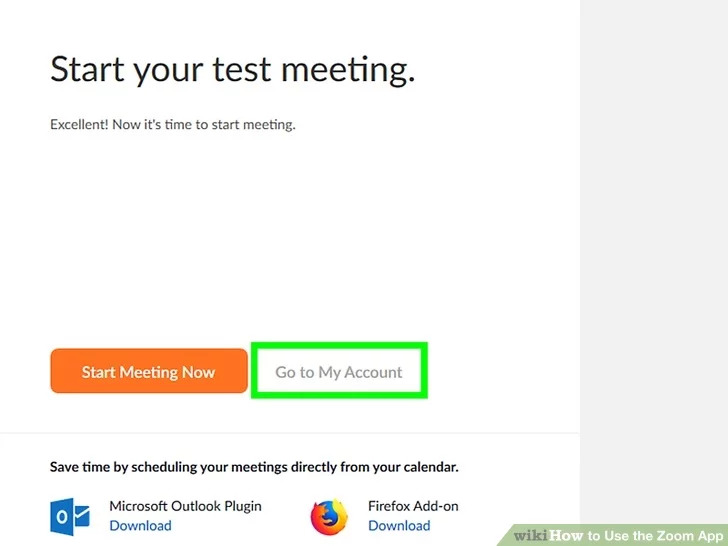 Start your test meeting.
Excellent! Now it's time to start meeting.
Start Meeting Now
Go to My Account
Save time by scheduling your meetings directly from your calendar.
Microsoft Outlook Plugin
Download
Firefox Add-on
Download
wikiHow to Use the Zoom App